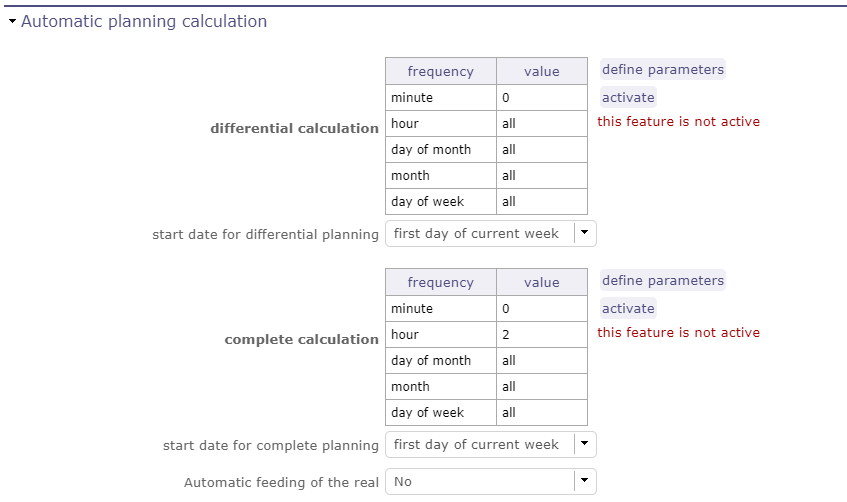 Automatic planning calculation
frequency value define parameters
minute 0 activate
hour all this feature is not active
differential calculation
day of month all
month all
day of week all
start date for differential planning first day of current week
frequency value define parameters
minute 0 activate
hour 2 this feature is not active
complete calculation
day of month all
month all
day of week all
start date for complete planning first day of current week
Automatic feeding of the real No